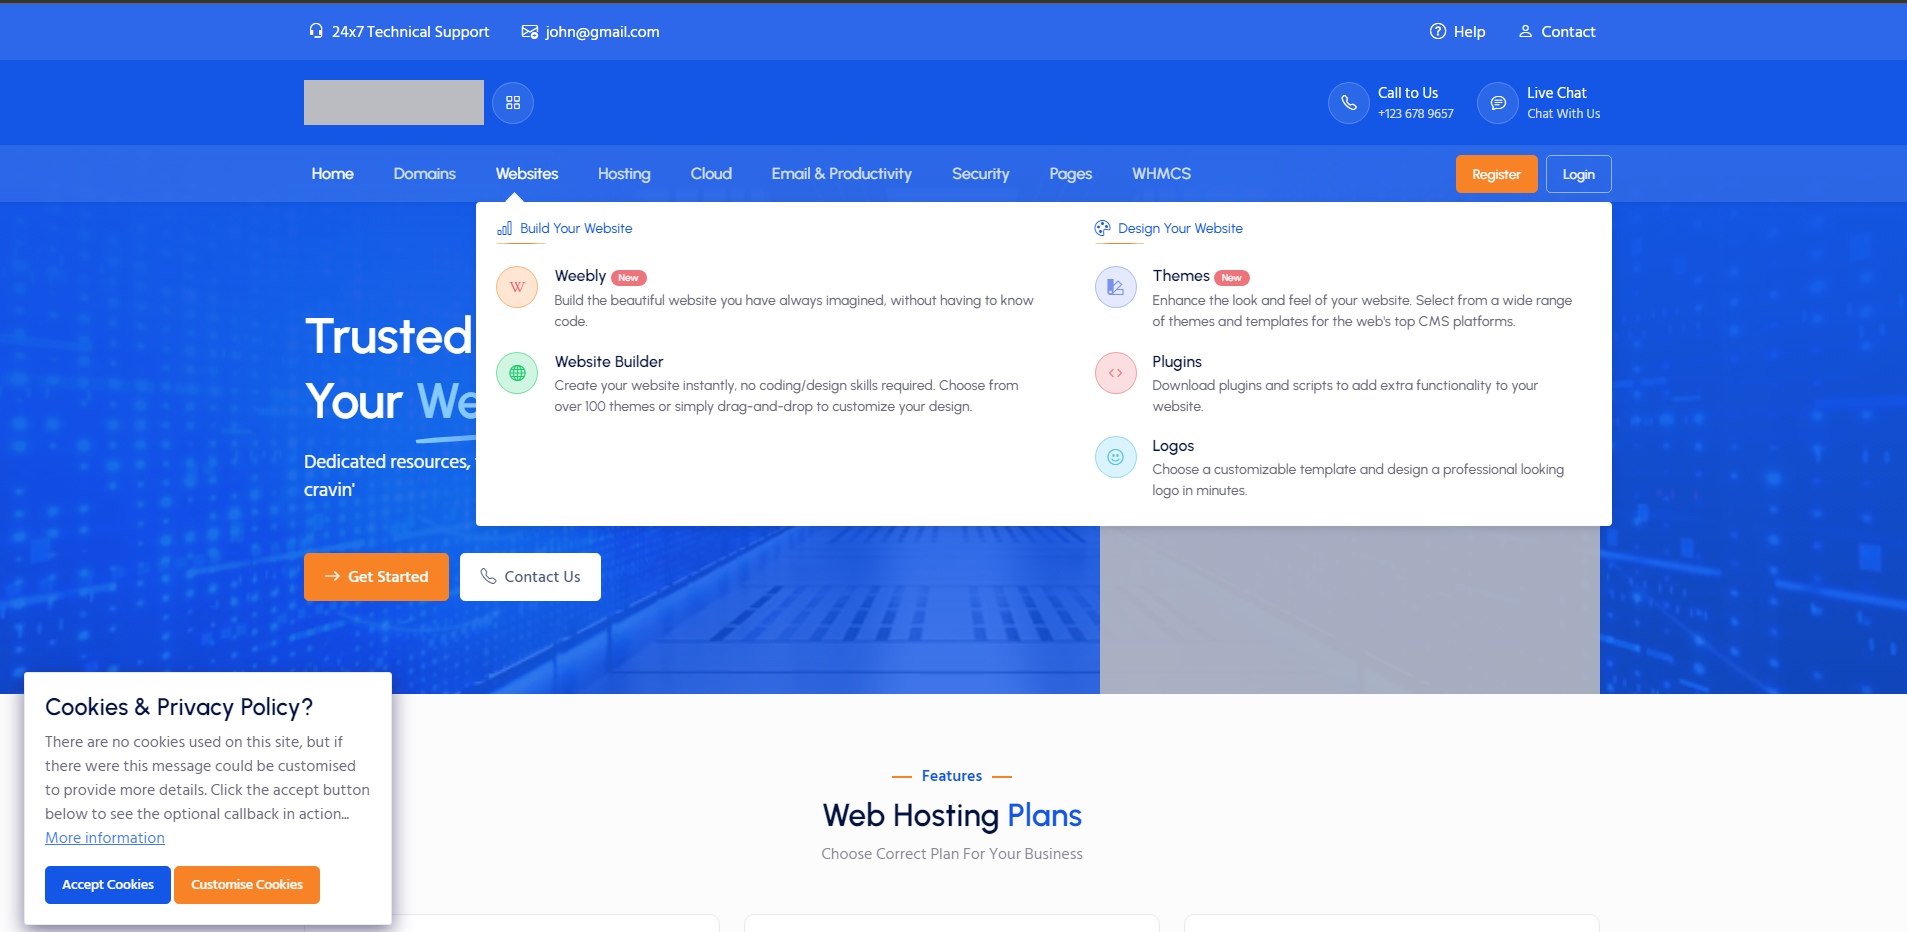 24x7 Technical Support
john@gmail.com
Help
Contact
Call to Us
+123 678 9657
Live Chat
Chat With Us
Home
Domains
Websites
Hosting
Cloud
Email & Productivity
Security
Pages
WHMCS
Register
Login
Build Your Website
Weebly New
Build the beautiful website you have always imagined, without having to know
code.
Website Builder
Create your website instantly, no coding/design skills required. Choose from
over 100 themes or simply drag-and-drop to customize your design.
Design Your Website
Themes New
Enhance the look and feel of your website. Select from a wide range
of themes and templates for the web's top CMS platforms.
Plugins
Download plugins and scripts to add extra functionality to your
website.
Logos
Choose a customizable template and design a professional looking
logo in minutes.
Trusted
Your We
Dedicated resources,
cravin'
Get Started
Contact Us
Cookies & Privacy Policy?
There are no cookies used on this site, but if
there were this message could be customised
to provide more details. Click the accept button
below to see the optional callback in action...
More information
Accept Cookies
Customise Cookies
Features
Web Hosting Plans
Choose Correct Plan For Your Business